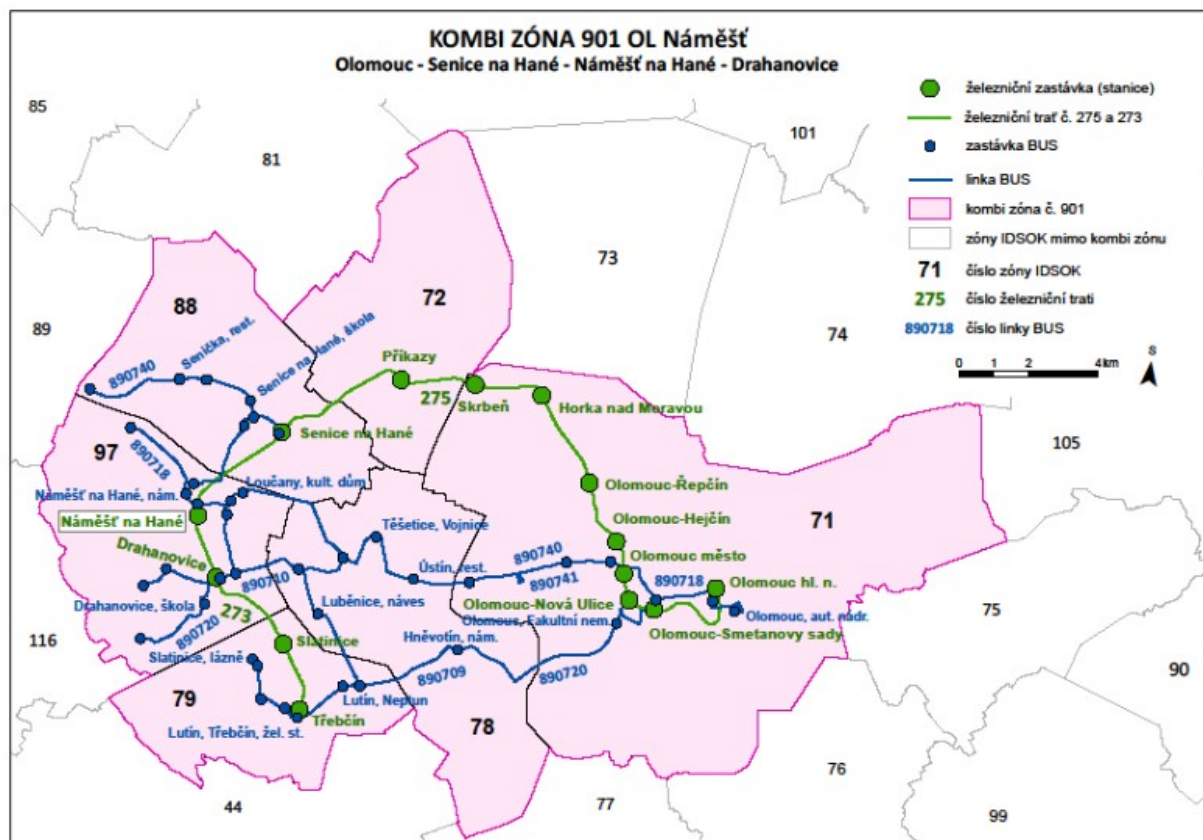 KOMBI ZÓNA 901 OL Náměšť
Olomouc - Senice na Hané - Náměšť na Hané - Drahanovice
železniční zastávka (stanice)
železniční trať č. 275 a 273
zastávka BUS
linka BUS
kombi zóna č. 901
zóny IDSOK mimo kombi zónu
71 číslo zóny IDSOK
275 číslo železniční trati
890718 číslo linky BUS
0 1 2 4 km
S
85
81
101
73
72
88
89
74
Senička, rest.
Senice na Hané, škola
890740
Příkazy
275
Skrbeň
Horka nad Moravou
Senice na Hané
105
97
890718
Loučany, kult. dům
Olomouc-Řepčín
Náměšť na Hané, nám.
Náměšť na Hané
Olomouc-Hejčín
71
Těšetice, Vojnice
Drahanovice
890740
Olomouc město
890710
Ústín, rest.
890741
890718
Olomouc hl. n.
Drahanovice, škola
Luběnice, náves
Olomouc-Nová Ulice
Olomouc, Fakultní nem.
Olomouc, aut. nádr.
75
273
890720
Hněvotín, nám.
Olomouc-Smetanovy sady
116
Slatinice
Slatinice, lázně
890709
890720
90
79
Lutín, Neptun
Třebčín
78
Lutín, Třebčín, žel. st.
76
44
77
99